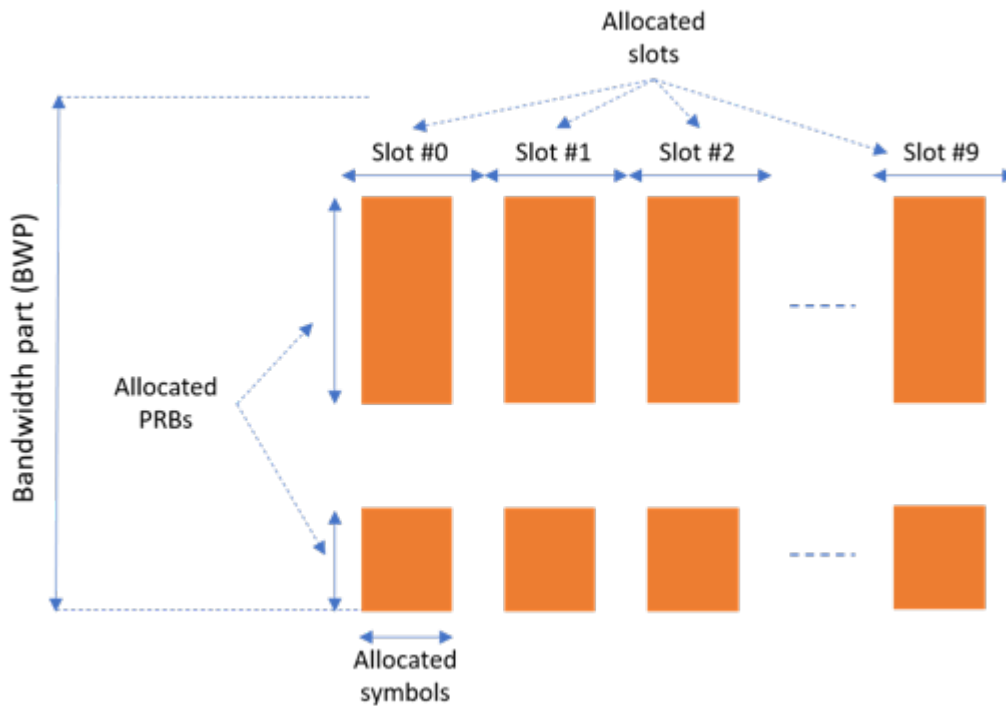 Allocated
slots
Slot #0
Slot #1
Slot #2
Slot #9
Bandwidth part (BWP)
Allocated
PRBs
Allocated
symbols